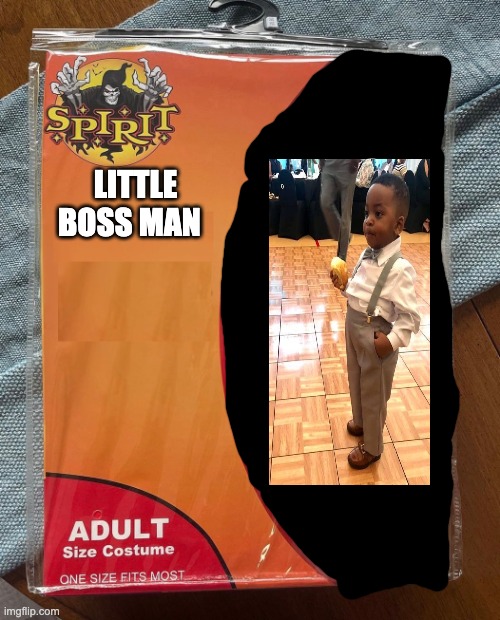 SPIRIT
LITTLE
BOSS MAN
ADULT
Size Costume
ONE SIZE FITS MOST
imgflip.com